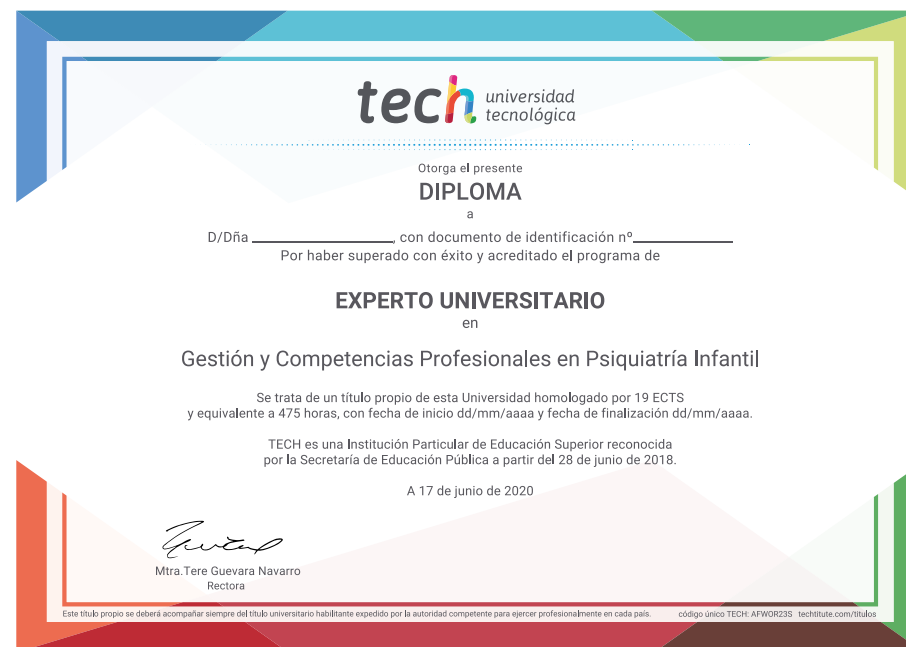 tech universidad
tecnológica
Otorga el presente
DIPLOMA
a
D/Dña ______________, con documento de identificación nº____________
Por haber superado con éxito y acreditado el programa de
EXPERTO UNIVERSITARIO
en
Gestión y Competencias Profesionales en Psiquiatría Infantil
Se trata de un título propio de esta Universidad homologado por 19 ECTS
y equivalente a 475 horas, con fecha de inicio dd/mm/aaaa y fecha de finalización dd/mm/aaaa.
TECH es una Institución Particular de Educación Superior reconocida
por la Secretaría de Educación Pública a partir del 28 de junio de 2018.
A 17 de junio de 2020
Mtra.Tere Guevara Navarro
Rectora
Este título propio se deberá acompañar siempre del título universitario habilitante expedido por la autoridad competente para ejercer profesionalmente en cada país. código único TECH: AFWOR23S techtitute.com/titulos